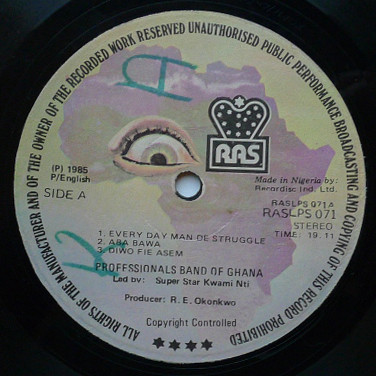 ALL RIGHTS OF THE MANUFACTURER AND OF THE OWNER OF THE RECORDED WORK RESERVED UNAUTHORISED PUBLIC PERFORMANCE BROADCASTING AND COPYING OF THIS RECORD PROHIBITED
RAS
(P) 1985
P/English
SIDE A
Made in Nigeria by:
Recordisc Ind. Ltd.
RASLPS 071A
RASLPS 071
STEREO
TIME: 19.11
1. EVERY DAY MAN DE STRUGGLE
2. ABA BAWA
3. DIWO FIE ASEM
PROFFSSIONALS BAND OF GHANA
Led by: Super Star Kwami Nti
Producer: R. E. Okonkwo
Copyright Controlled